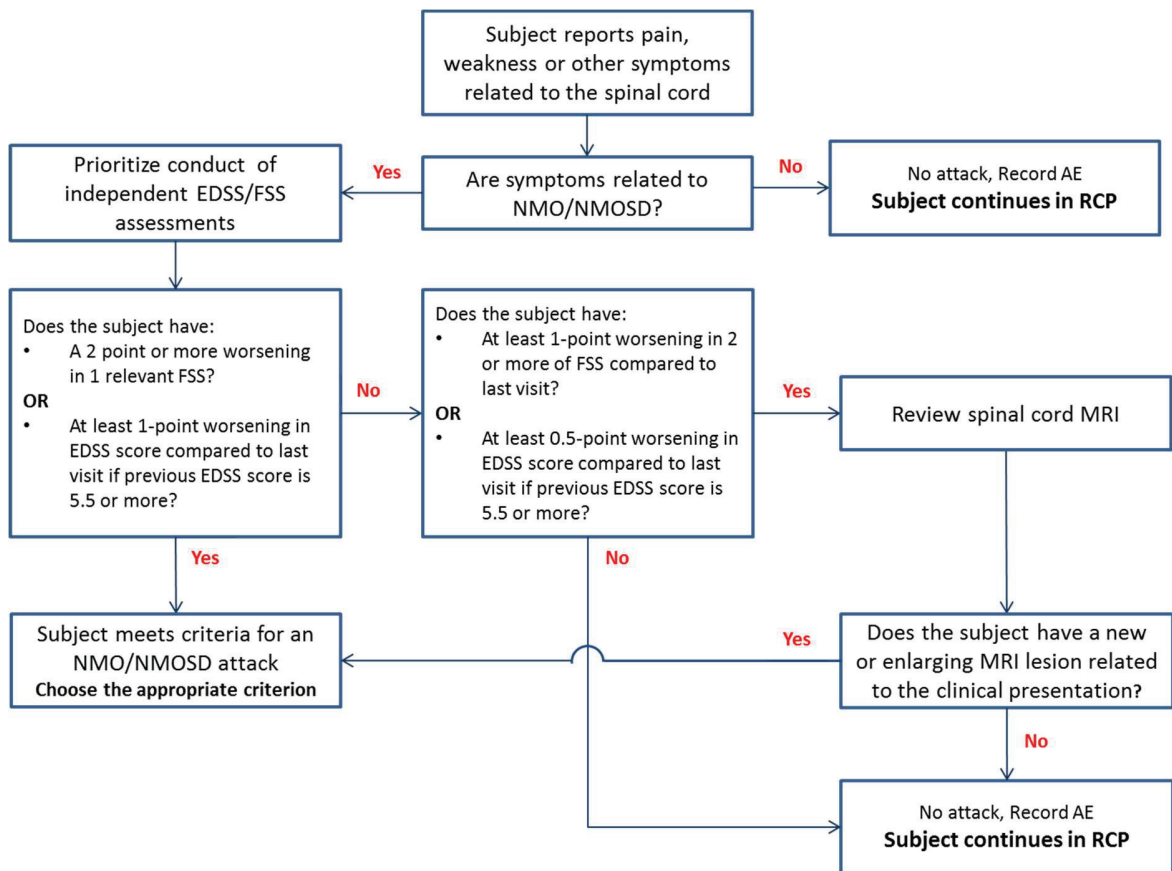 Subject reports pain,
weakness or other symptoms
related to the spinal cord
Prioritize conduct of
independent EDSS/FSS
assessments
Yes
Are symptoms related to
NMO/NMOSD?
No
No attack, Record AE
Subject continues in RCP
Does the subject have:
• A 2 point or more worsening
in 1 relevant FSS?
OR
• At least 1-point worsening in
EDSS score compared to last
visit if previous EDSS score is
5.5 or more?
No
Does the subject have:
• At least 1-point worsening in 2
or more of FSS compared to
last visit?
OR
• At least 0.5-point worsening in
EDSS score compared to last
visit if previous EDSS score is
5.5 or more?
Yes
Review spinal cord MRI
Yes
No
Subject meets criteria for an
NMO/NMOSD attack
Choose the appropriate criterion
Yes
Does the subject have a new
or enlarging MRI lesion related
to the clinical presentation?
No
No attack, Record AE
Subject continues in RCP